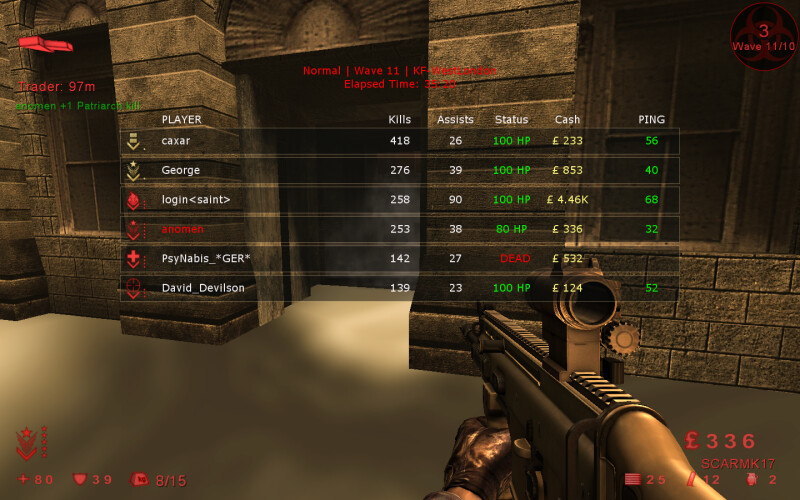 3
Wave 11/10
Normal | Wave 11 | KF-
Elapsed Time:
Trader: 97m
anomen +1 Patriarch kill
PLAYER Kills Assists Status Cash PING
caxar 418 26 100 HP £ 233 56
George 276 39 100 HP £ 853 40
login<saint> 258 90 100 HP £ 4.46K 68
anomen 253 38 80 HP £ 336 32
PsyNabis_*GER* 142 27 DEAD £ 532
David_Devilson 139 23 100 HP £ 124 52
£ 336
SCARMK17
+ 80 39 8/15 25 12 2